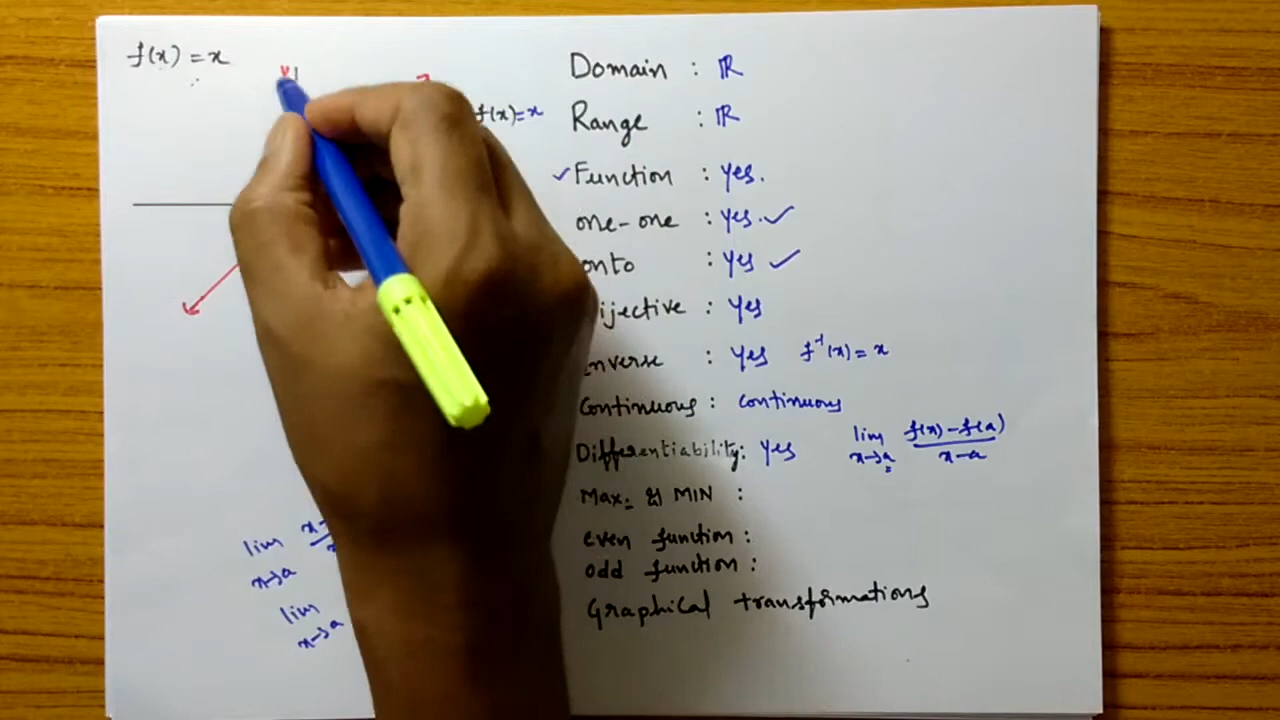 f(x) = x
Domain : ℝ
f(x)=x
Range : ℝ
✓Function : yes.
one-one : yes. ✓
onto : yes ✓
ijective : yes
nverse : yes f⁻¹(x) = x
Continuous : continuous
Differentiability: yes lim x→a f(x)-f(a) / x-a
Max. & MIN :
even function :
odd function :
Graphical transformations
lim x→a x-
lim x→a